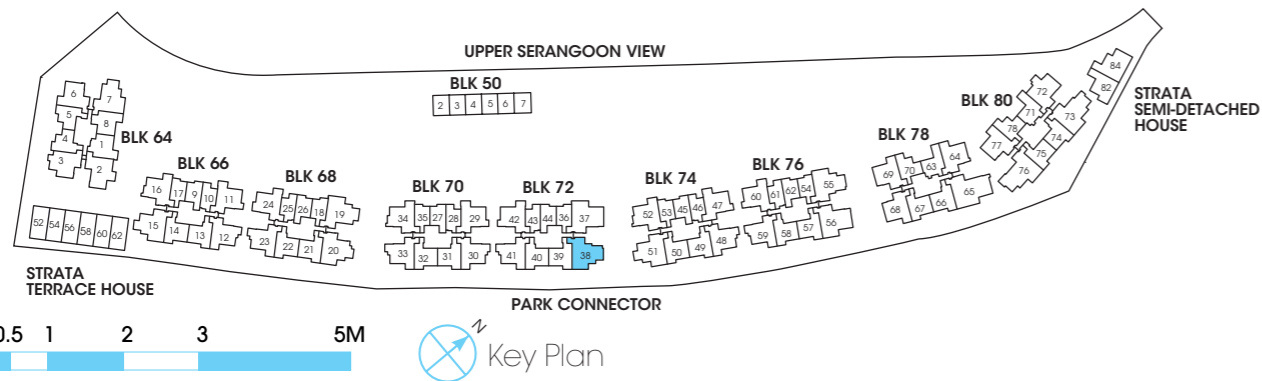 UPPER SERANGOON VIEW
BLK 50
2 3 4 5 6 7
84
82
STRATA
SEMI-DETACHED
HOUSE
BLK 80
72
71
73
74
78
77
75
76
6 7
5 8
4 1
3 2
BLK 64
BLK 66
16 17 9 10 11
15 14 13 12
BLK 68
24 25 26 18 19
23 22 21 20
BLK 70
34 35 27 28 29
33 32 31 30
BLK 72
42 43 44 36 37
41 40 39 38
BLK 74
52 53 45 46 47
51 50 49 48
BLK 76
60 61 62 54 55
59 58 57 56
BLK 78
69 70 63 64
68 67 66 65
52 54 56 58 60 62
STRATA
TERRACE HOUSE
PARK CONNECTOR
0.5 1 2 3 5M
N
Key Plan